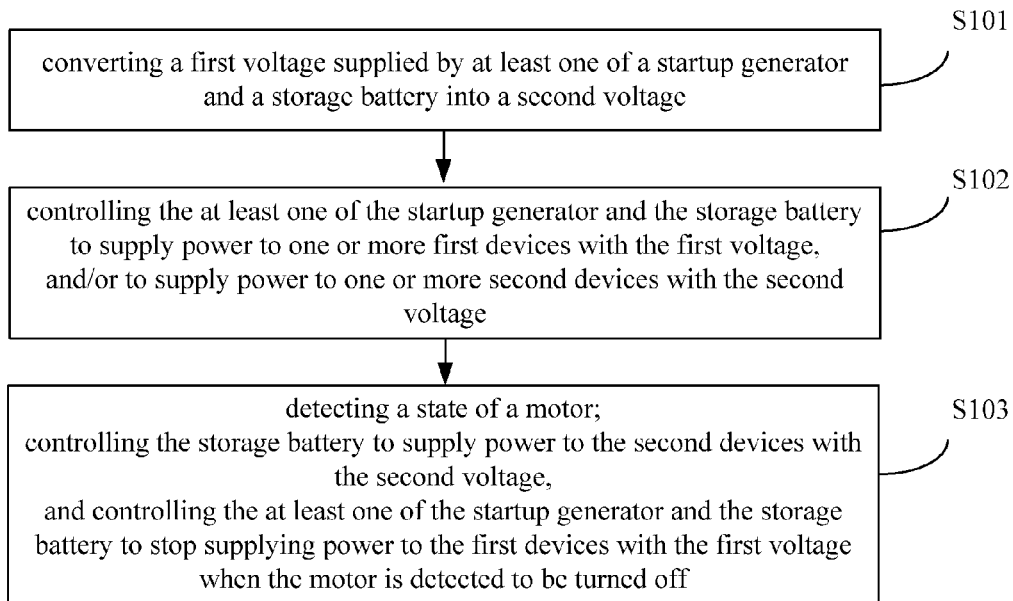 S101
converting a first voltage supplied by at least one of a startup generator
and a storage battery into a second voltage
S102
controlling the at least one of the startup generator and the storage battery
to supply power to one or more first devices with the first voltage,
and/or to supply power to one or more second devices with the second
voltage
S103
detecting a state of a motor;
controlling the storage battery to supply power to the second devices with
the second voltage,
and controlling the at least one of the startup generator and the storage
battery to stop supplying power to the first devices with the first voltage
when the motor is detected to be turned off